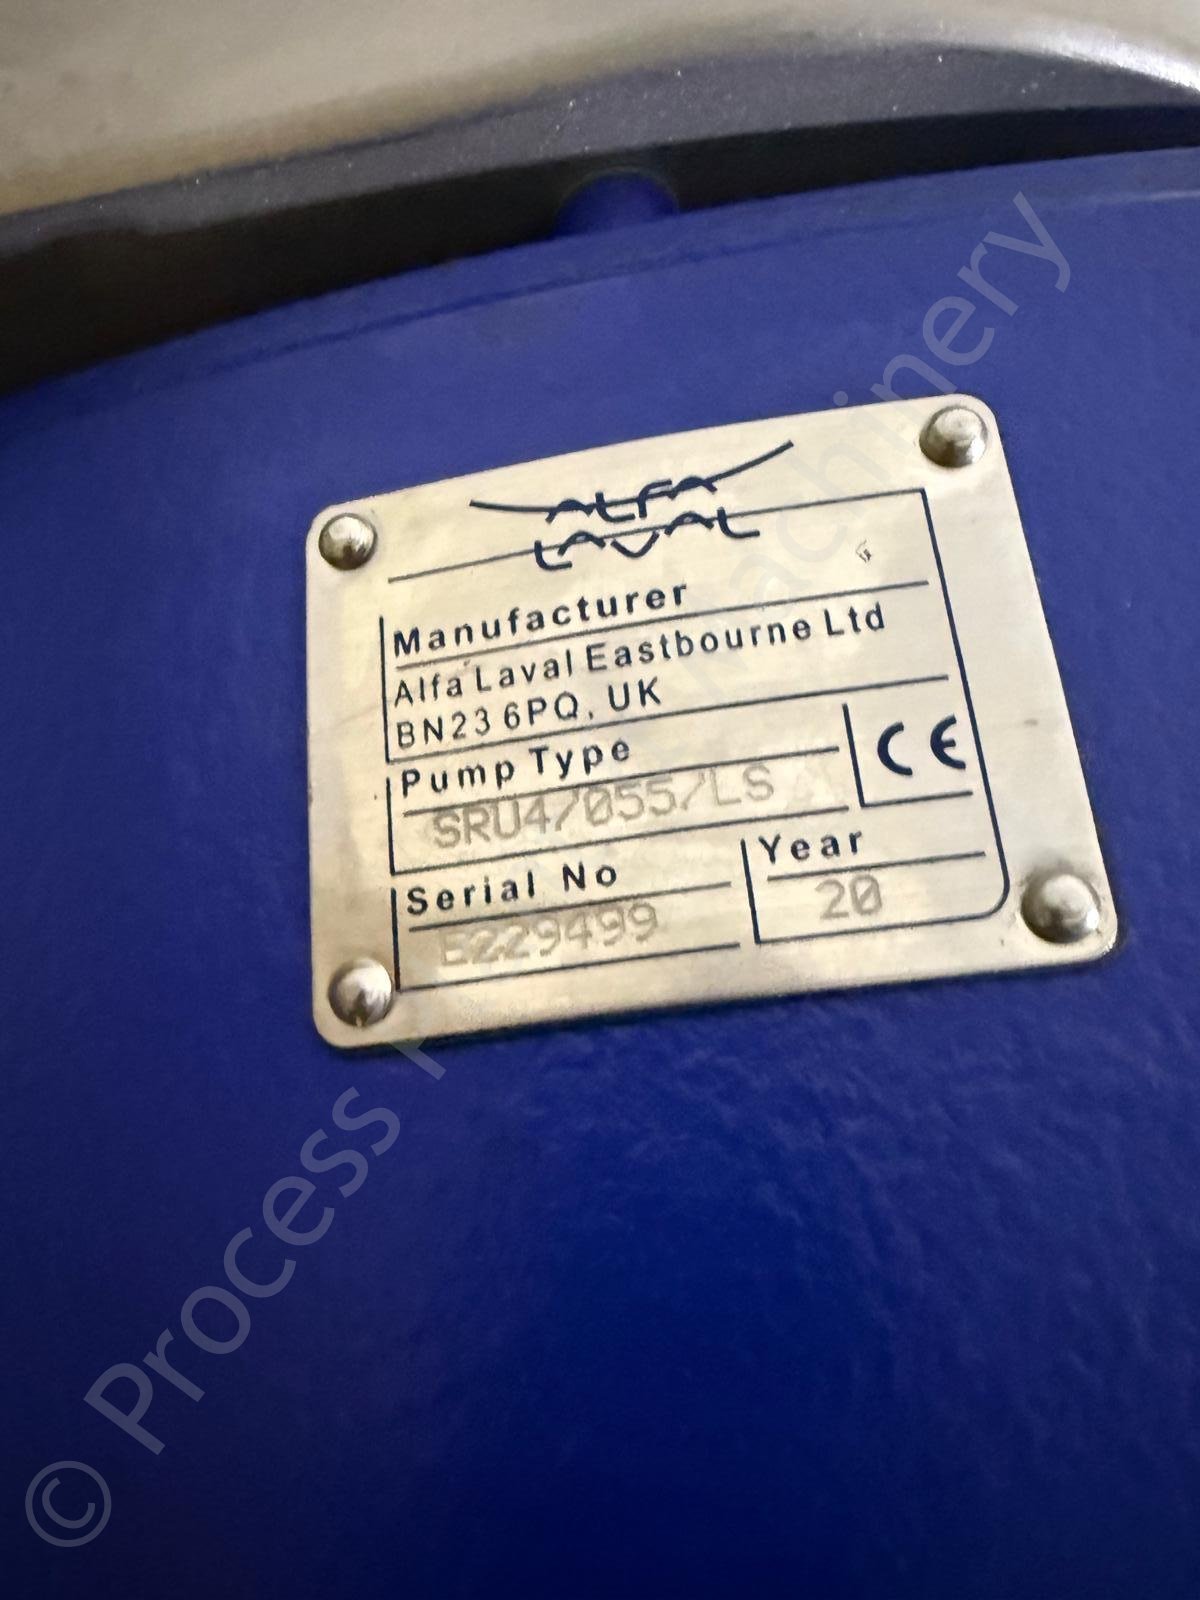 ALFA
LAVAL
Manufacturer
Alfa Laval Eastbourne Ltd
BN23 6PQ, UK
Pump Type
SRU4/055/LS
CE
Serial No
E229499
Year
20
© Process Plant Machinery